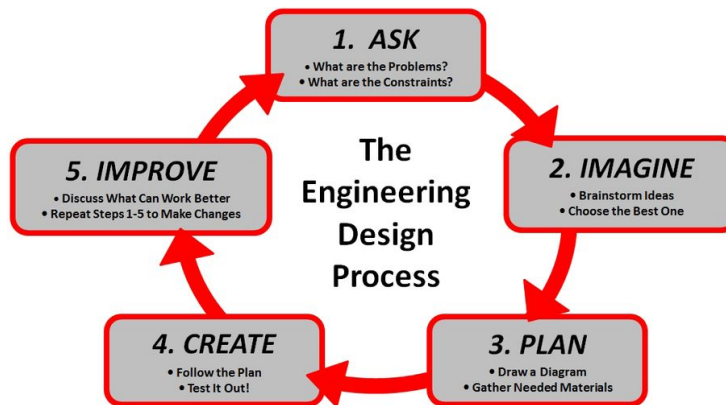 1. ASK
• What are the Problems?
• What are the Constraints?
The
Engineering
Design
Process
2. IMAGINE
• Brainstorm Ideas
• Choose the Best One
3. PLAN
• Draw a Diagram
• Gather Needed Materials
4. CREATE
• Follow the Plan
• Test It Out!
5. IMPROVE
• Discuss What Can Work Better
• Repeat Steps 1-5 to Make Changes